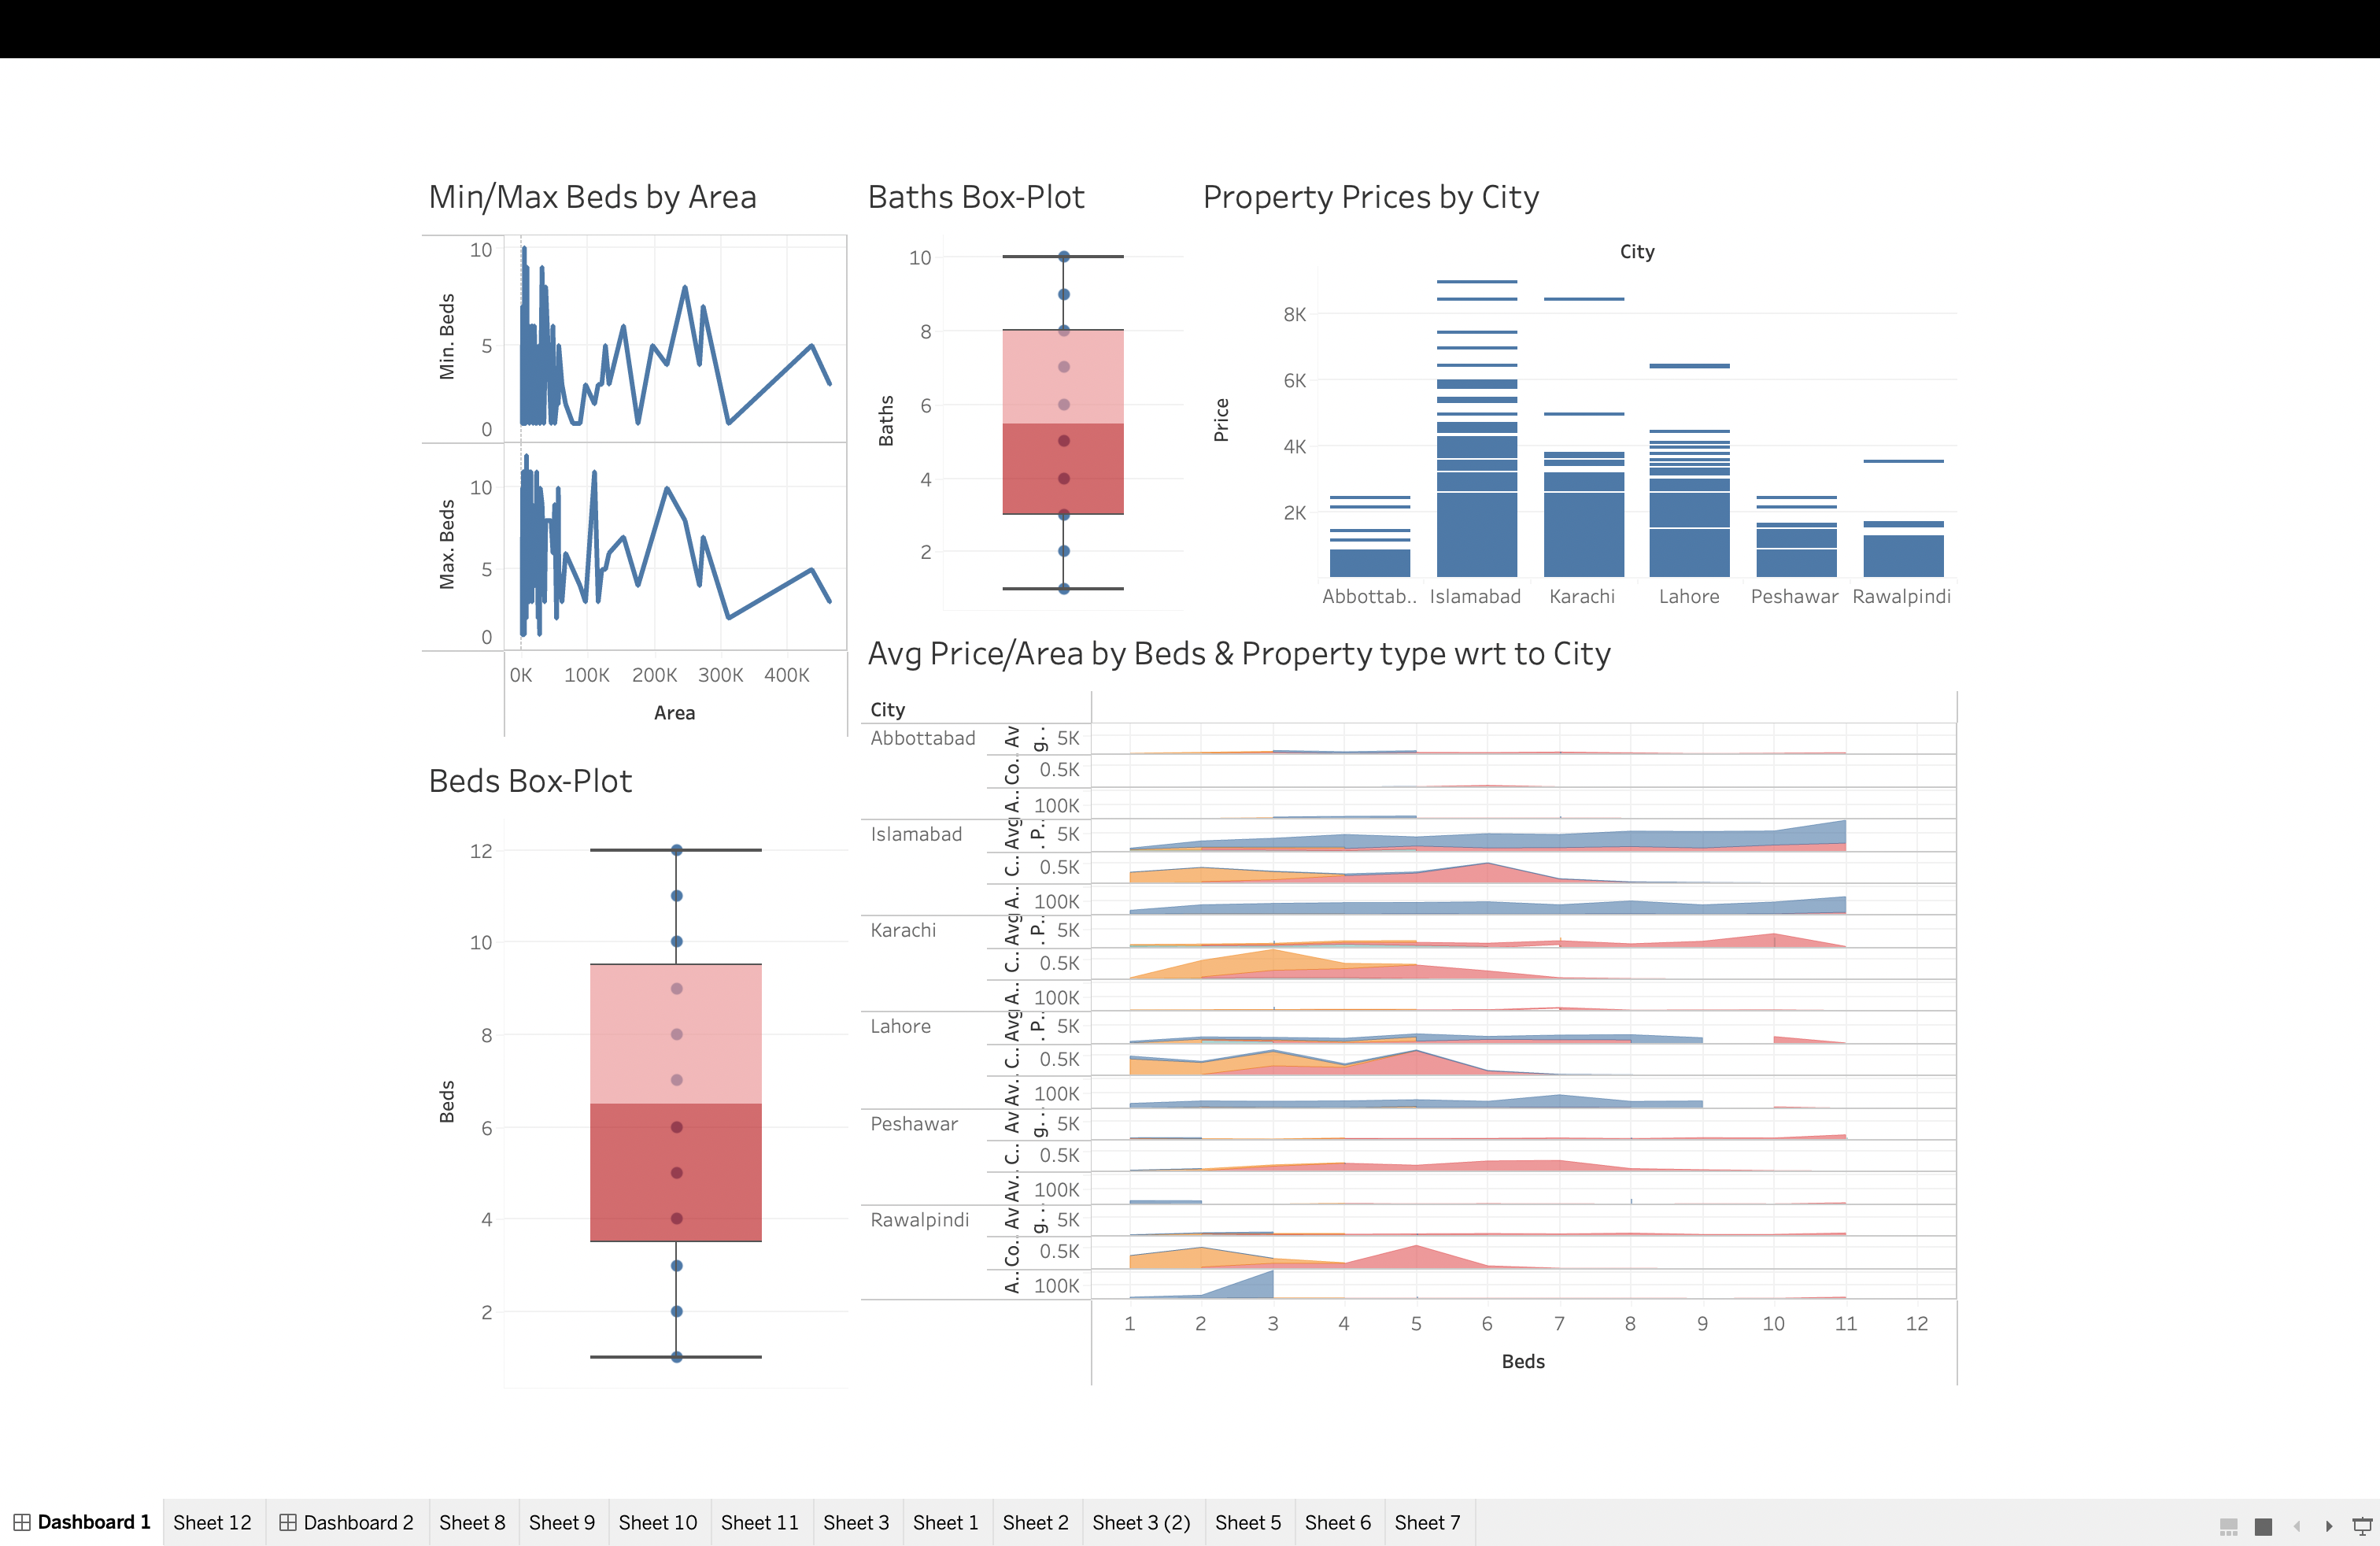 Min/Max Beds by Area
10
5
0
Min. Beds
10
5
0
Max. Beds
0K 100K 200K 300K 400K
Area
Baths Box-Plot
10
8
6
4
2
Baths
Property Prices by City
City
8K
6K
4K
2K
Price
Abbottab.. Islamabad Karachi Lahore Peshawar Rawalpindi
Beds Box-Plot
12
10
8
6
4
2
Beds
Avg Price/Area by Beds & Property type wrt to City
City
Abbottabad Av g. . 5K
Co.. 0.5K
A.. 100K
Islamabad Avg . P.. 5K
C.. 0.5K
A.. 100K
Karachi Avg . P.. 5K
C.. 0.5K
A.. 100K
Lahore Avg . P.. 5K
C.. 0.5K
Av.. 100K
Peshawar Av g. . 5K
C.. 0.5K
Av.. 100K
Rawalpindi Av g. . 5K
Co.. 0.5K
A.. 100K
1 2 3 4 5 6 7 8 9 10 11 12
Beds
Dashboard 1 Sheet 12 Dashboard 2 Sheet 8 Sheet 9 Sheet 10 Sheet 11 Sheet 3 Sheet 1 Sheet 2 Sheet 3 (2) Sheet 5 Sheet 6 Sheet 7